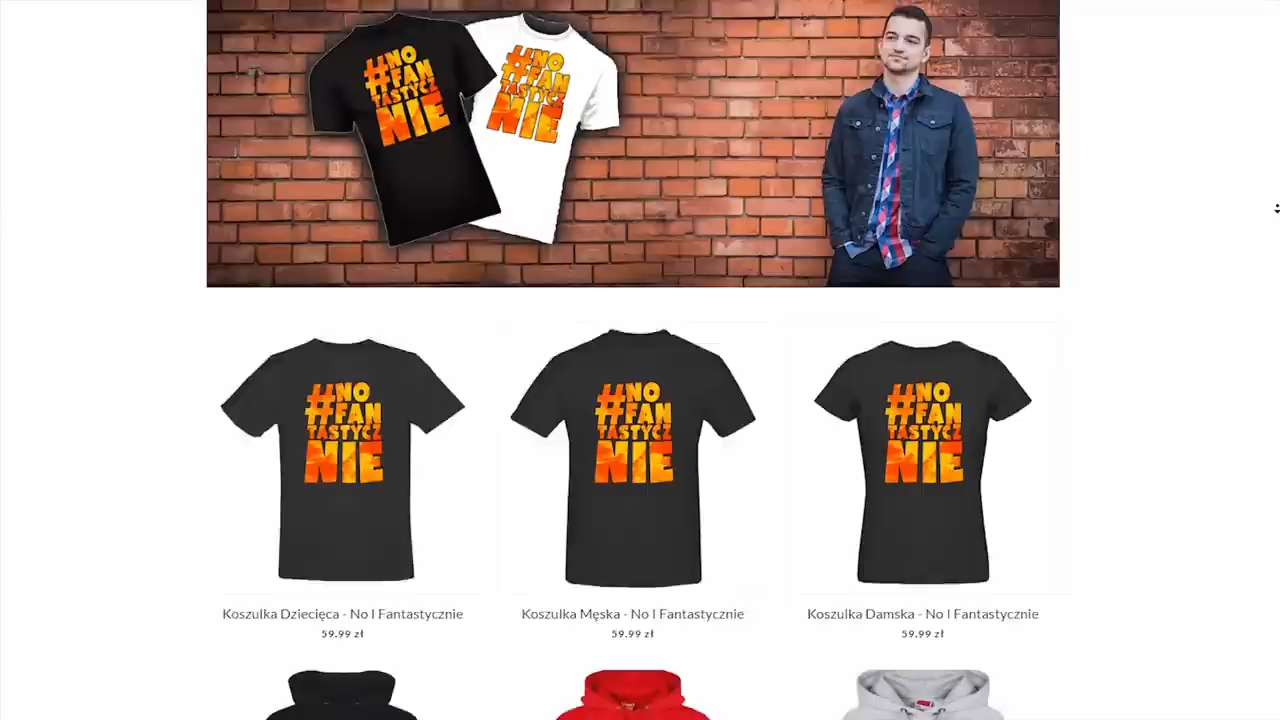 #NO
FAN
TASTYCZ
NIE
#NO
FAN
TASTYCZ
NIE
#NO
FAN
TASTYCZ
NIE
#NO
FAN
TASTYCZ
NIE
#NO
FAN
TASTYCZ
NIE
Koszulka Dziecięca - No I Fantastycznie
Koszulka Męska - No I Fantastycznie
Koszulka Damska - No I Fantastycznie
59.99 zł
59.99 zł
59.99 zł